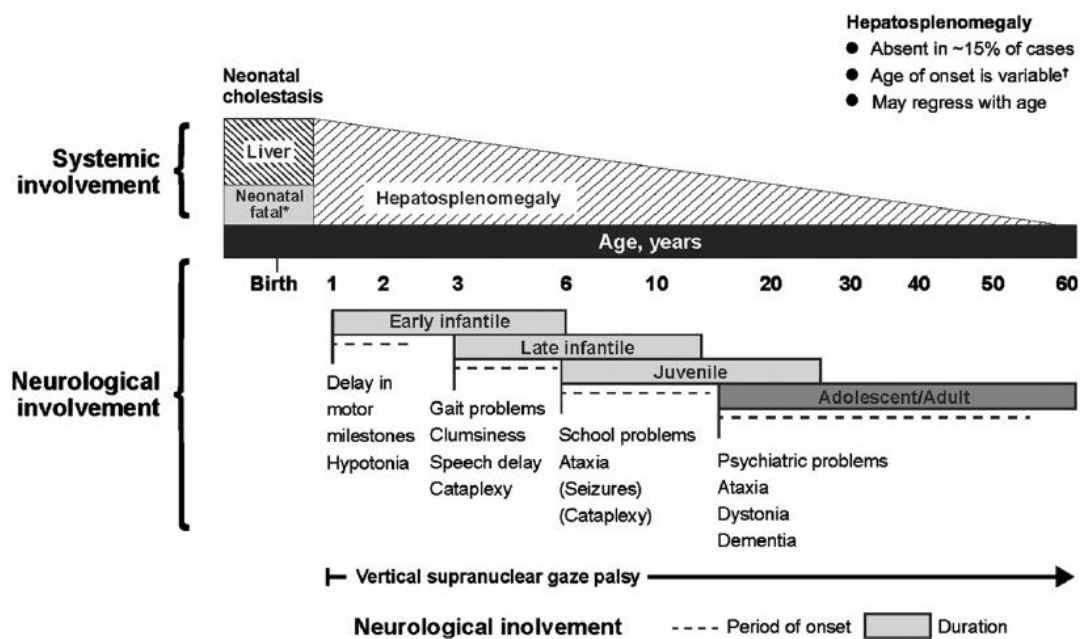 Hepatosplenomegaly
● Absent in ~15% of cases
● Age of onset is variable†
● May regress with age
Neonatal
cholestasis
Systemic
involvement
Liver
Neonatal
fatal*
Hepatosplenomegaly
Age, years
Birth 1 2 3 6 10 20 30 40 50 60
Neurological
involvement
Early infantile
Late infantile
Juvenile
Adolescent/Adult
Delay in
motor
milestones
Hypotonia
Gait problems
Clumsiness
Speech delay
Cataplexy
School problems
Ataxia
(Seizures)
(Cataplexy)
Psychiatric problems
Ataxia
Dystonia
Dementia
Vertical supranuclear gaze palsy
Neurological inolvement
Period of onset
Duration